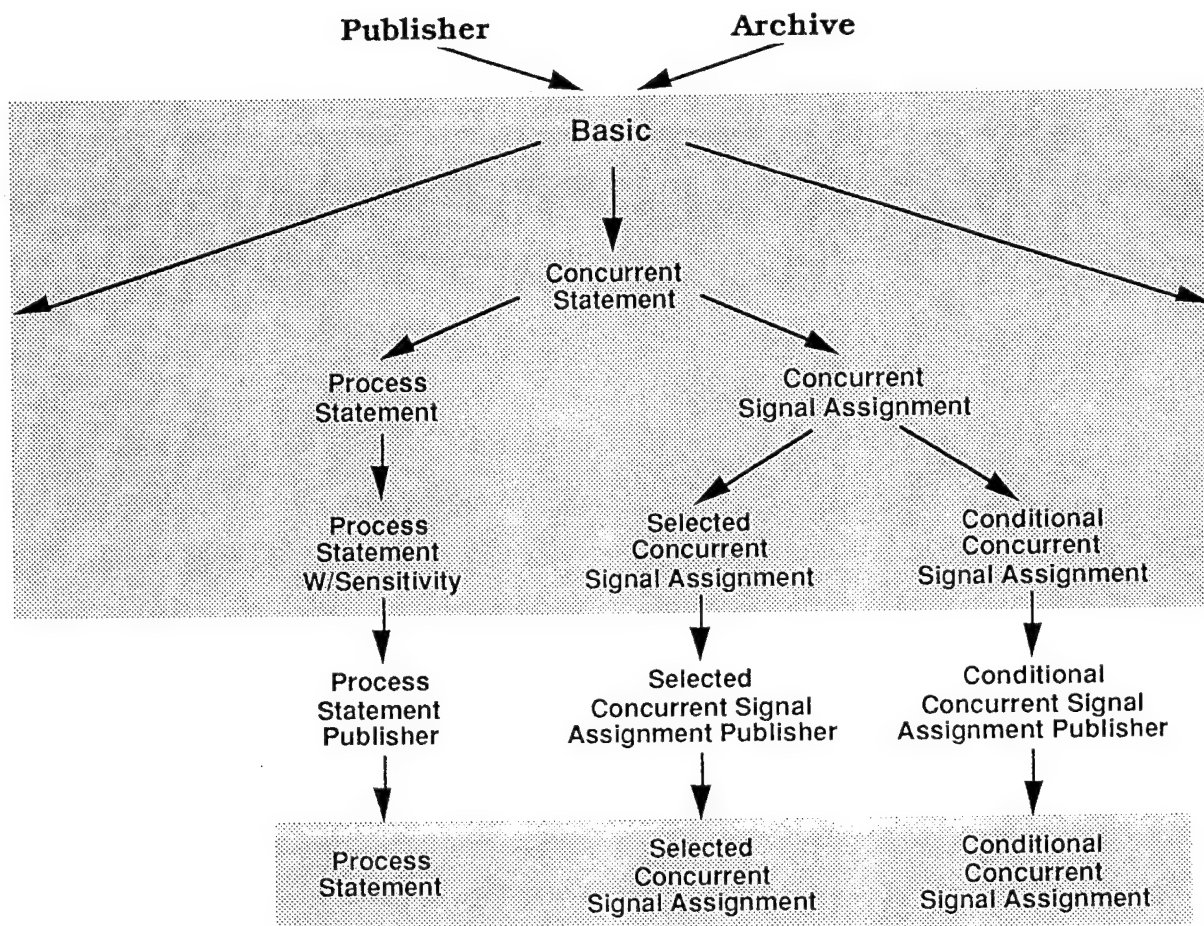 Publisher
Archive
Basic
Concurrent
Statement
Process
Statement
Concurrent
Signal Assignment
Process
Statement
W/Sensitivity
Selected
Concurrent
Signal Assignment
Conditional
Concurrent
Signal Assignment
Process
Statement
Publisher
Selected
Concurrent Signal
Assignment Publisher
Conditional
Concurrent Signal
Assignment Publisher
Process
Statement
Selected
Concurrent
Signal Assignment
Conditional
Concurrent
Signal Assignment